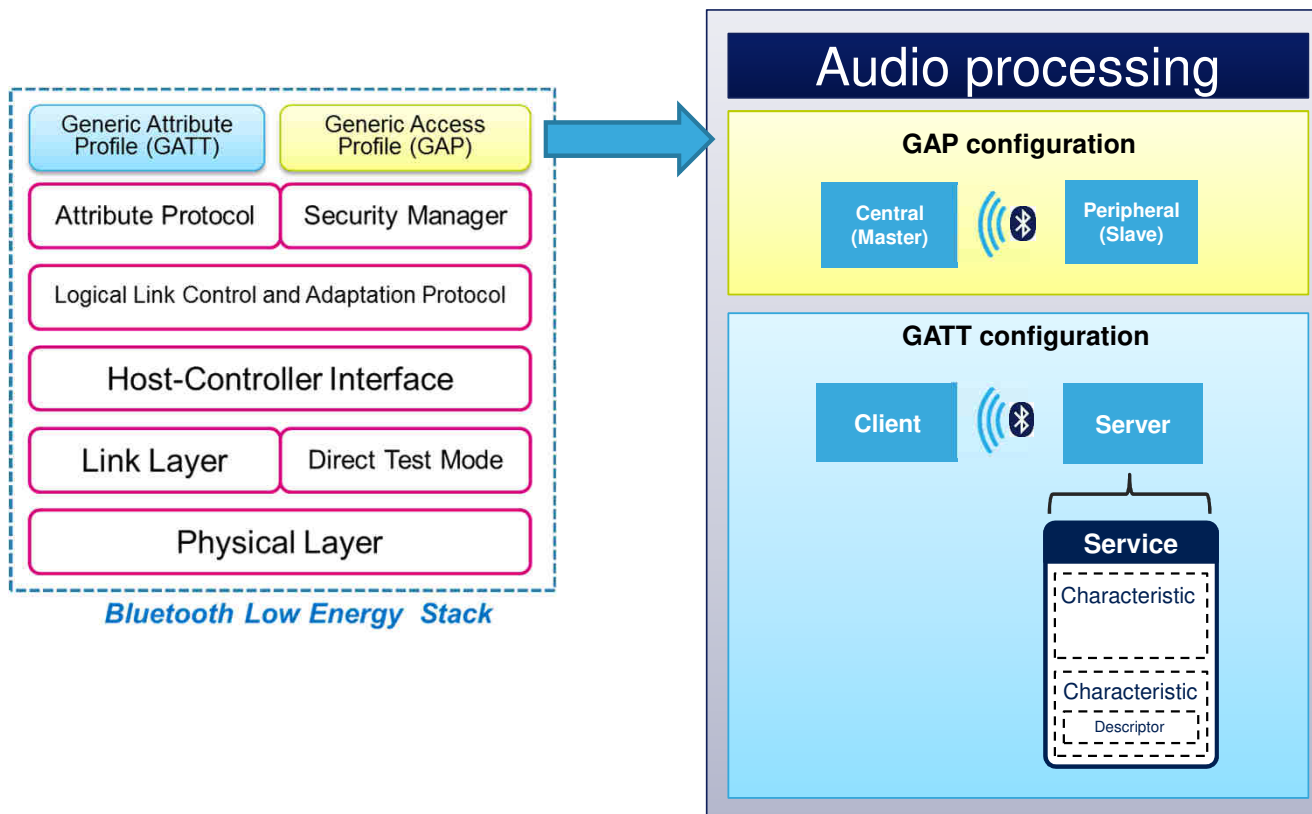 Generic Attribute
Profile (GATT)
Generic Access
Profile (GAP)
Attribute Protocol
Security Manager
Logical Link Control and Adaptation Protocol
Host-Controller Interface
Link Layer
Direct Test Mode
Physical Layer
Bluetooth Low Energy Stack
Audio processing
GAP configuration
Central
(Master)
Peripheral
(Slave)
GATT configuration
Client
Server
Service
Characteristic
Characteristic
Descriptor